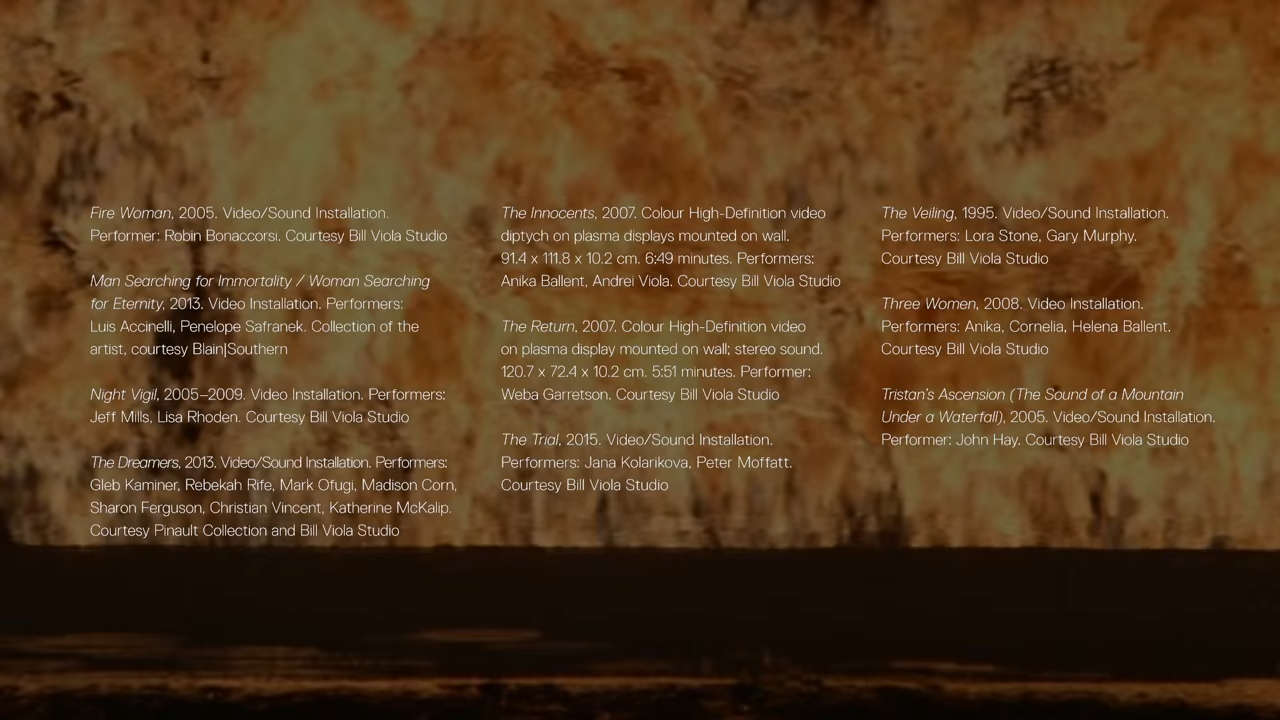 Fire Woman, 2005. Video/Sound Installation.
Performer: Robin Bonaccorsi. Courtesy Bill Viola Studio
Man Searching for Immortality / Woman Searching
for Eternity, 2013. Video Installation. Performers:
Luis Accinelli, Penelope Safranek. Collection of the
artist, courtesy Blain|Southern
Night Vigil, 2005–2009. Video Installation. Performers:
Jeff Mills, Lisa Rhoden. Courtesy Bill Viola Studio
The Dreamers, 2013. Video/Sound Installation. Performers:
Gleb Kaminer, Rebekah Rife, Mark Ofugi, Madison Corn,
Sharon Ferguson, Christian Vincent, Katherine McKalip.
Courtesy Pinault Collection and Bill Viola Studio
The Innocents, 2007. Colour High-Definition video
diptych on plasma displays mounted on wall.
91.4 x 111.8 x 10.2 cm. 6:49 minutes. Performers:
Anika Ballent, Andrei Viola. Courtesy Bill Viola Studio
The Return, 2007. Colour High-Definition video
on plasma display mounted on wall; stereo sound.
120.7 x 72.4 x 10.2 cm. 5:51 minutes. Performer:
Weba Garretson. Courtesy Bill Viola Studio
The Trial, 2015. Video/Sound Installation.
Performers: Jana Kolarikova, Peter Moffatt.
Courtesy Bill Viola Studio
The Veiling, 1995. Video/Sound Installation.
Performers: Lora Stone, Gary Murphy.
Courtesy Bill Viola Studio
Three Women, 2008. Video Installation.
Performers: Anika, Cornelia, Helena Ballent.
Courtesy Bill Viola Studio
Tristan's Ascension (The Sound of a Mountain
Under a Waterfall), 2005. Video/Sound Installation.
Performer: John Hay. Courtesy Bill Viola Studio